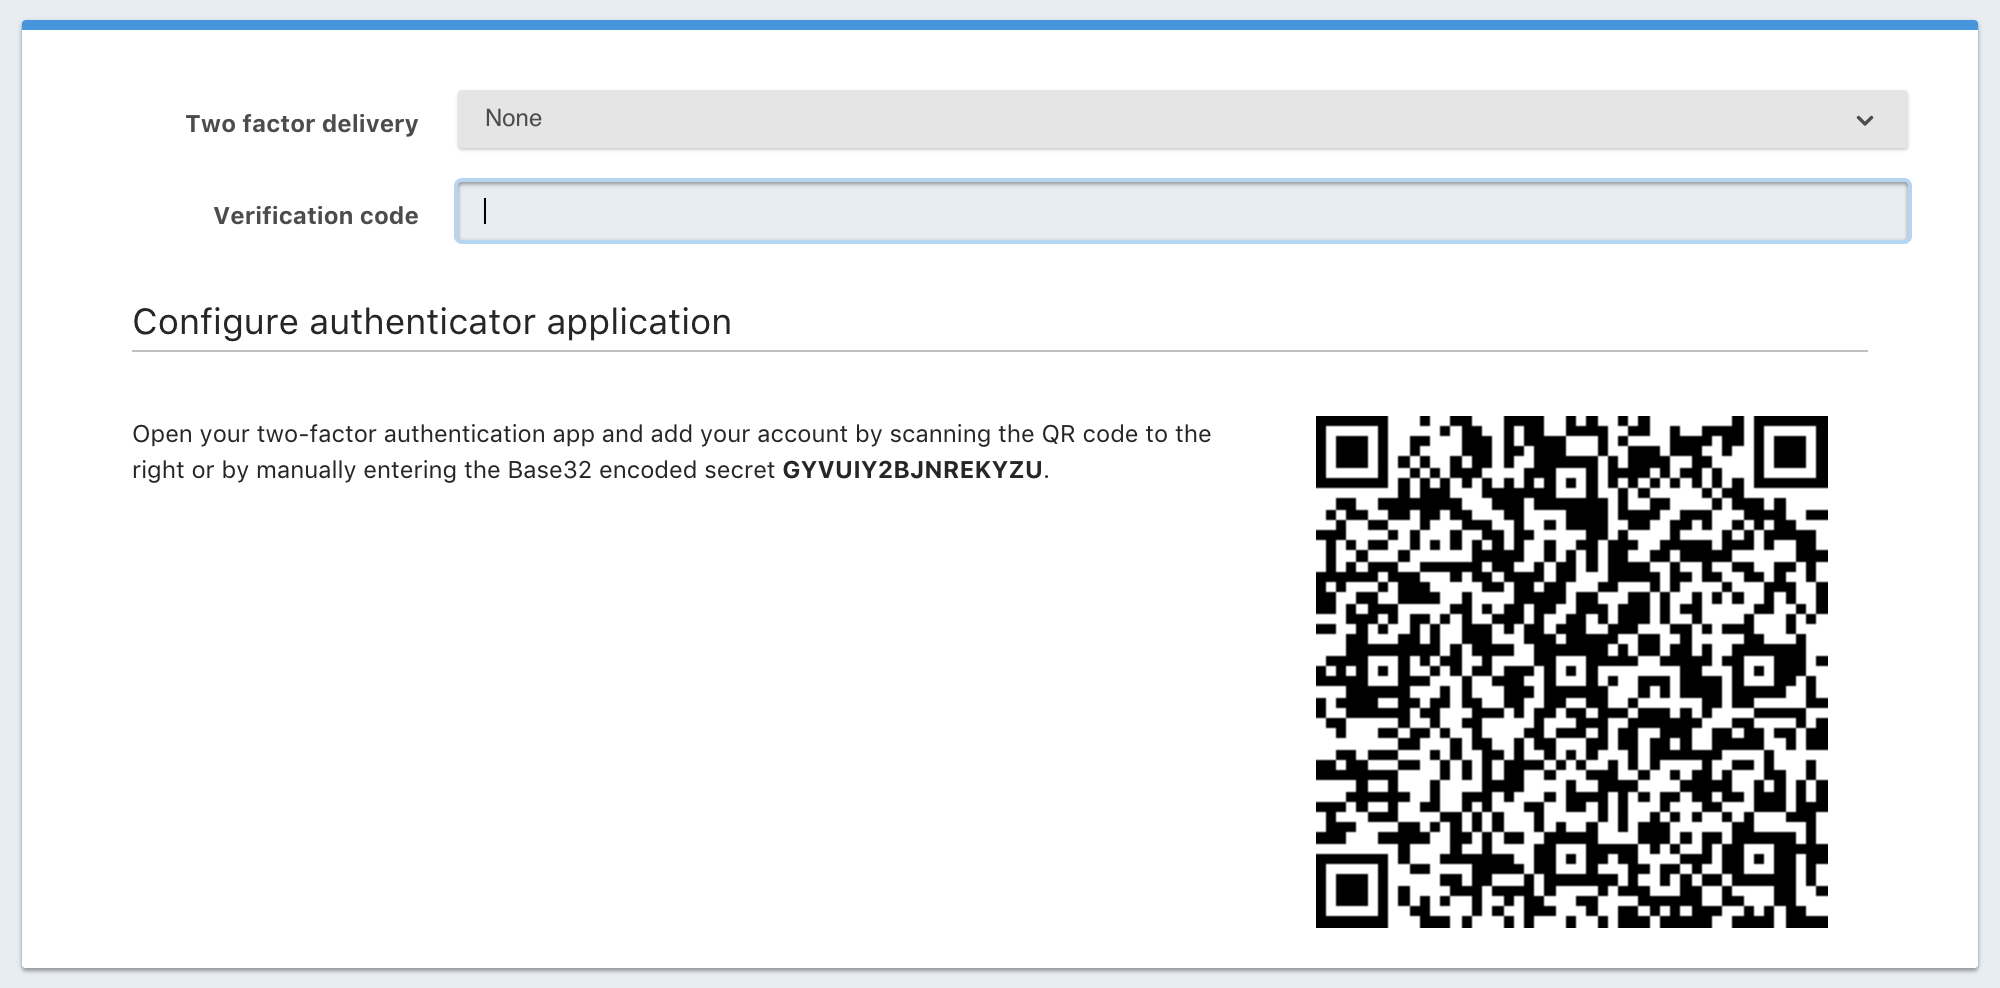 Two factor delivery
None
Verification code
Configure authenticator application
Open your two-factor authentication app and add your account by scanning the QR code to the
right or by manually entering the Base32 encoded secret GYVUIY2BJNREKYZU.